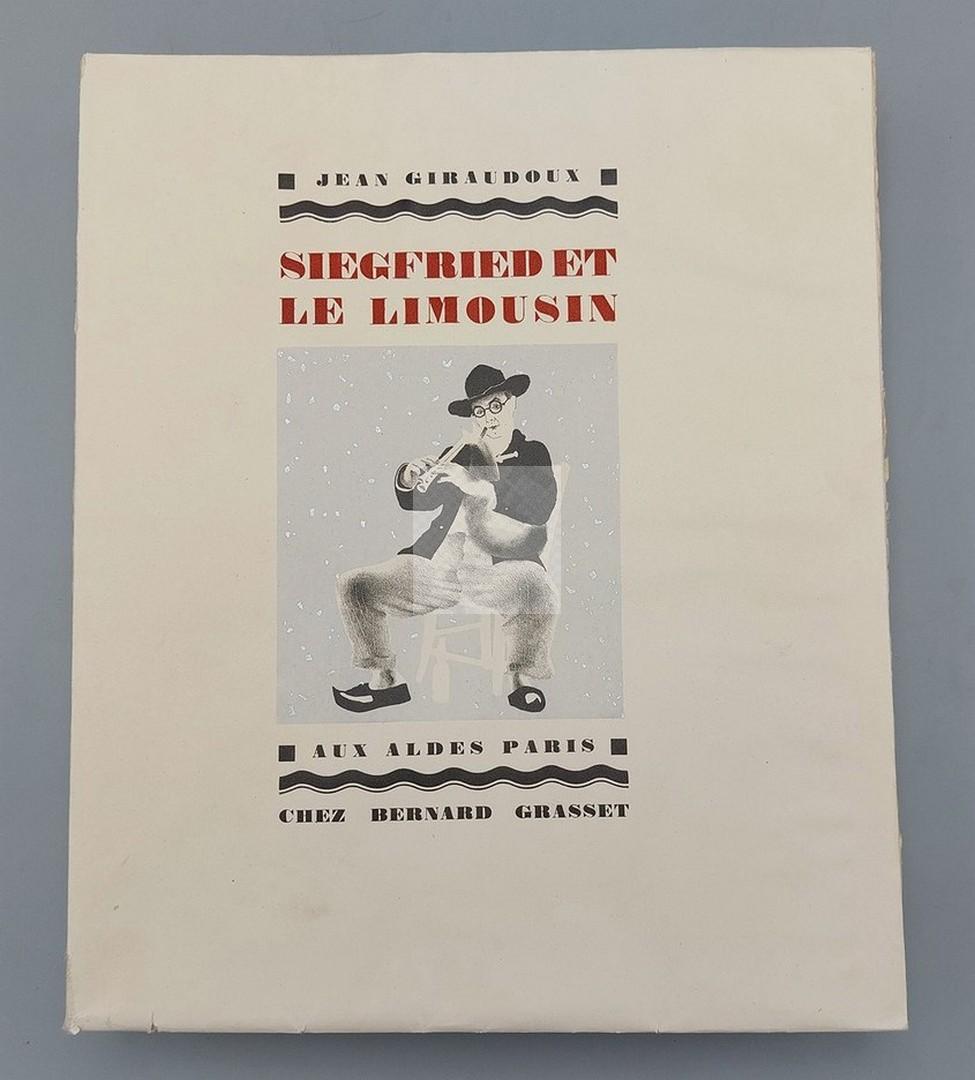 JEAN GIRAUDOUX
SIEGFRIED ET
LE LIMOUSIN
AUX ALDES PARIS
CHEZ BERNARD GRASSET